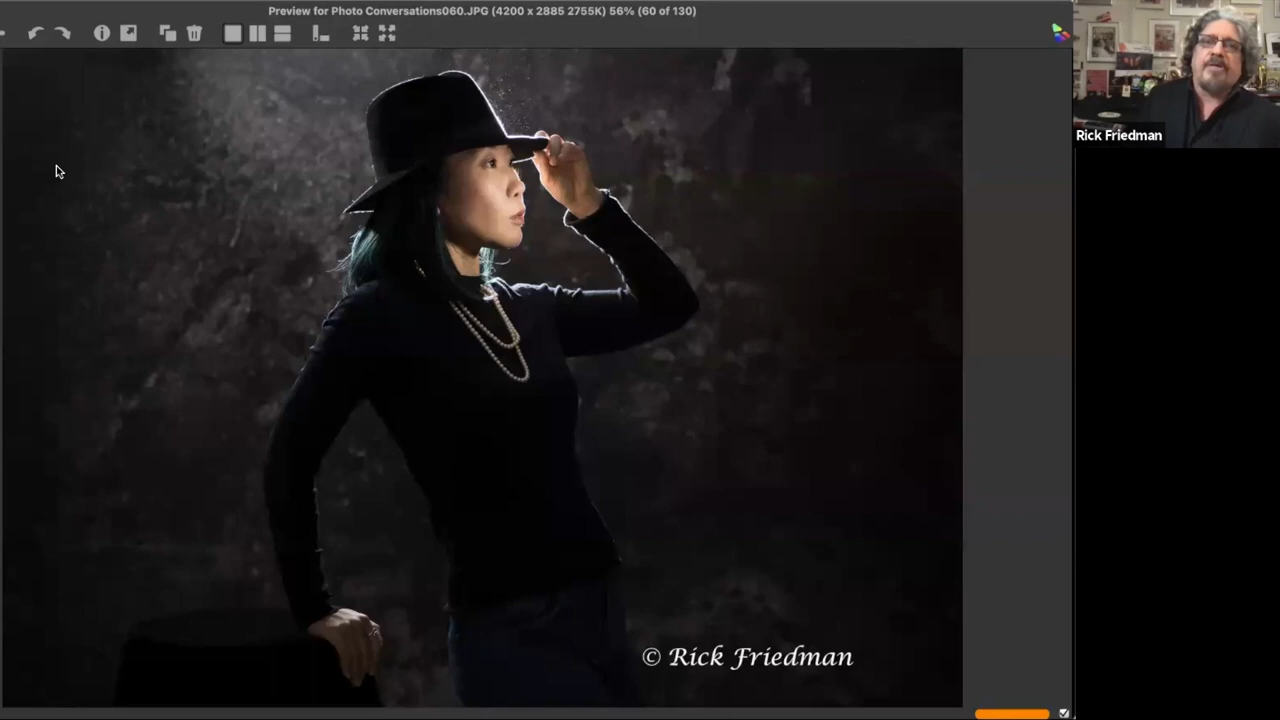 Preview for Photo Conversations060.JPG (4200 x 2885 2755K) 56% (60 of 130)
Rick Friedman
© Rick Friedman